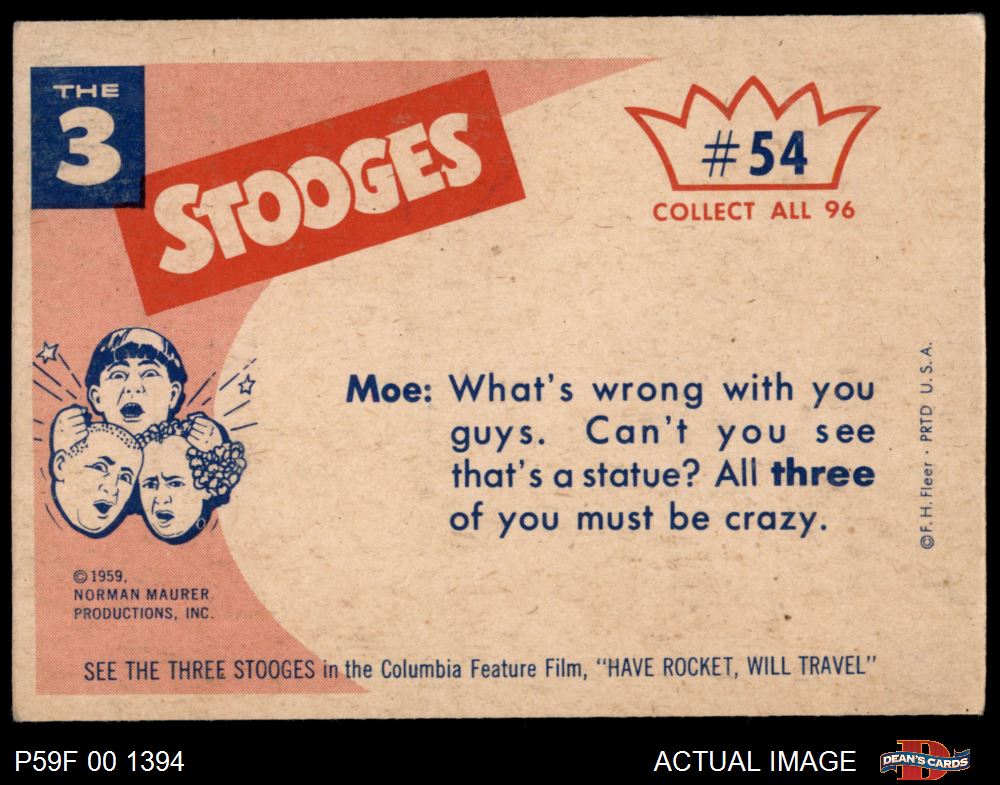 THE
3
STOOGES
#54
COLLECT ALL 96
Moe: What's wrong with you
guys. Can't you see
that's a statue? All three
of you must be crazy.
© F. H. Fleer · PRTD U. S. A.
© 1959,
NORMAN MAURER
PRODUCTIONS, INC.
SEE THE THREE STOOGES in the Columbia Feature Film, "HAVE ROCKET, WILL TRAVEL"
P59F 00 1394
ACTUAL IMAGE
D
DEAN'S CARDS